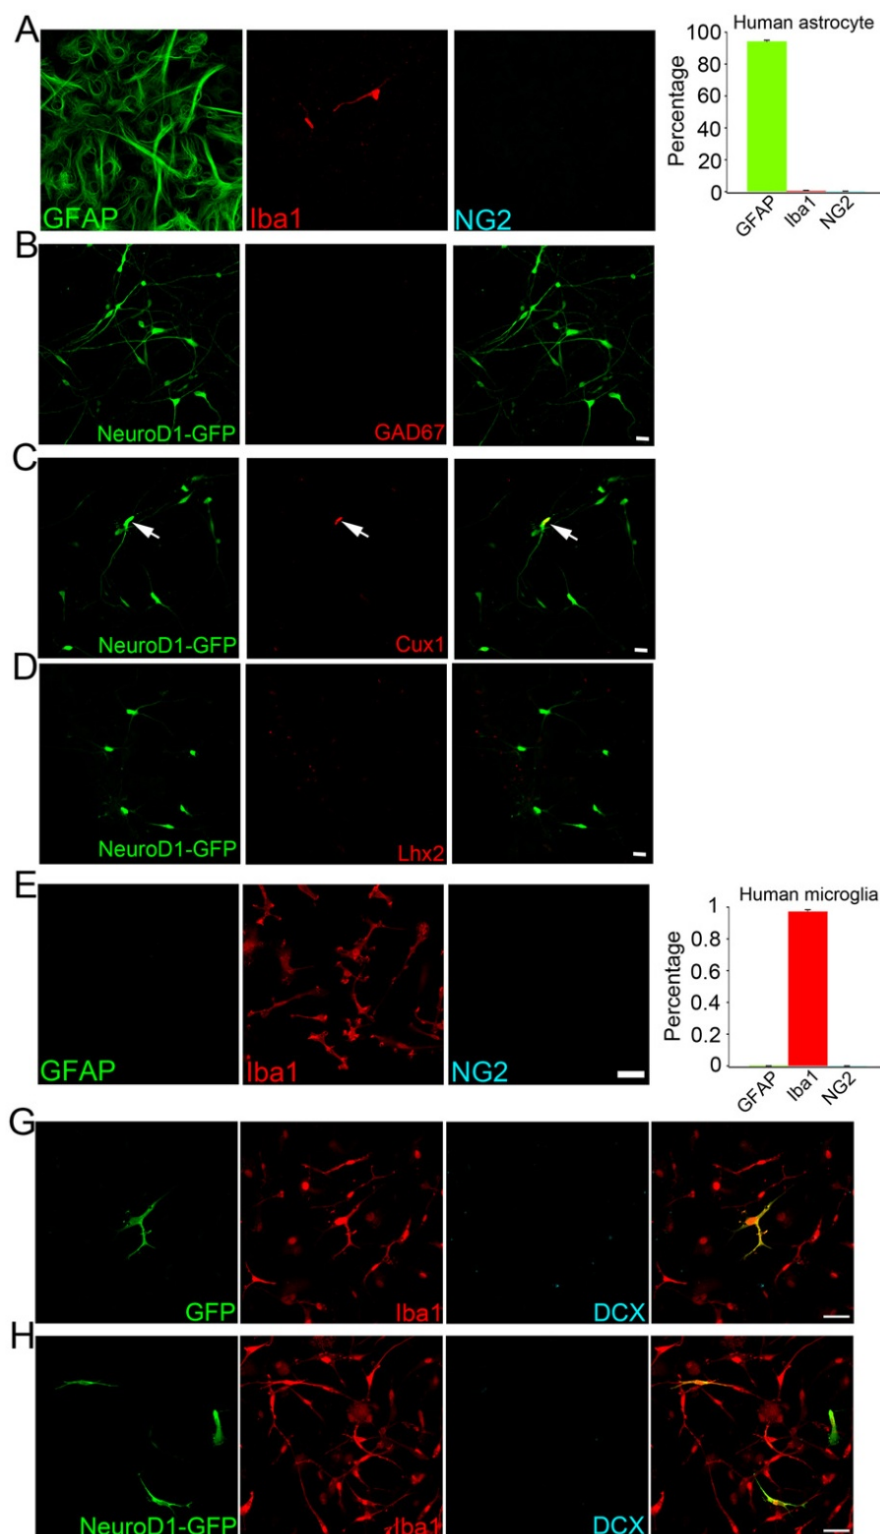 A
GFAP
Iba1
NG2
Human astrocyte
Percentage
100
80
60
40
20
0
GFAP
Iba1
NG2
B
NeuroD1-GFP
GAD67
C
NeuroD1-GFP
Cux1
D
NeuroD1-GFP
Lhx2
E
GFAP
Iba1
NG2
Human microglia
Percentage
1
0.8
0.6
0.4
0.2
0
GFAP
Iba1
NG2
G
GFP
Iba1
DCX
H
NeuroD1-GFP
Iba1
DCX